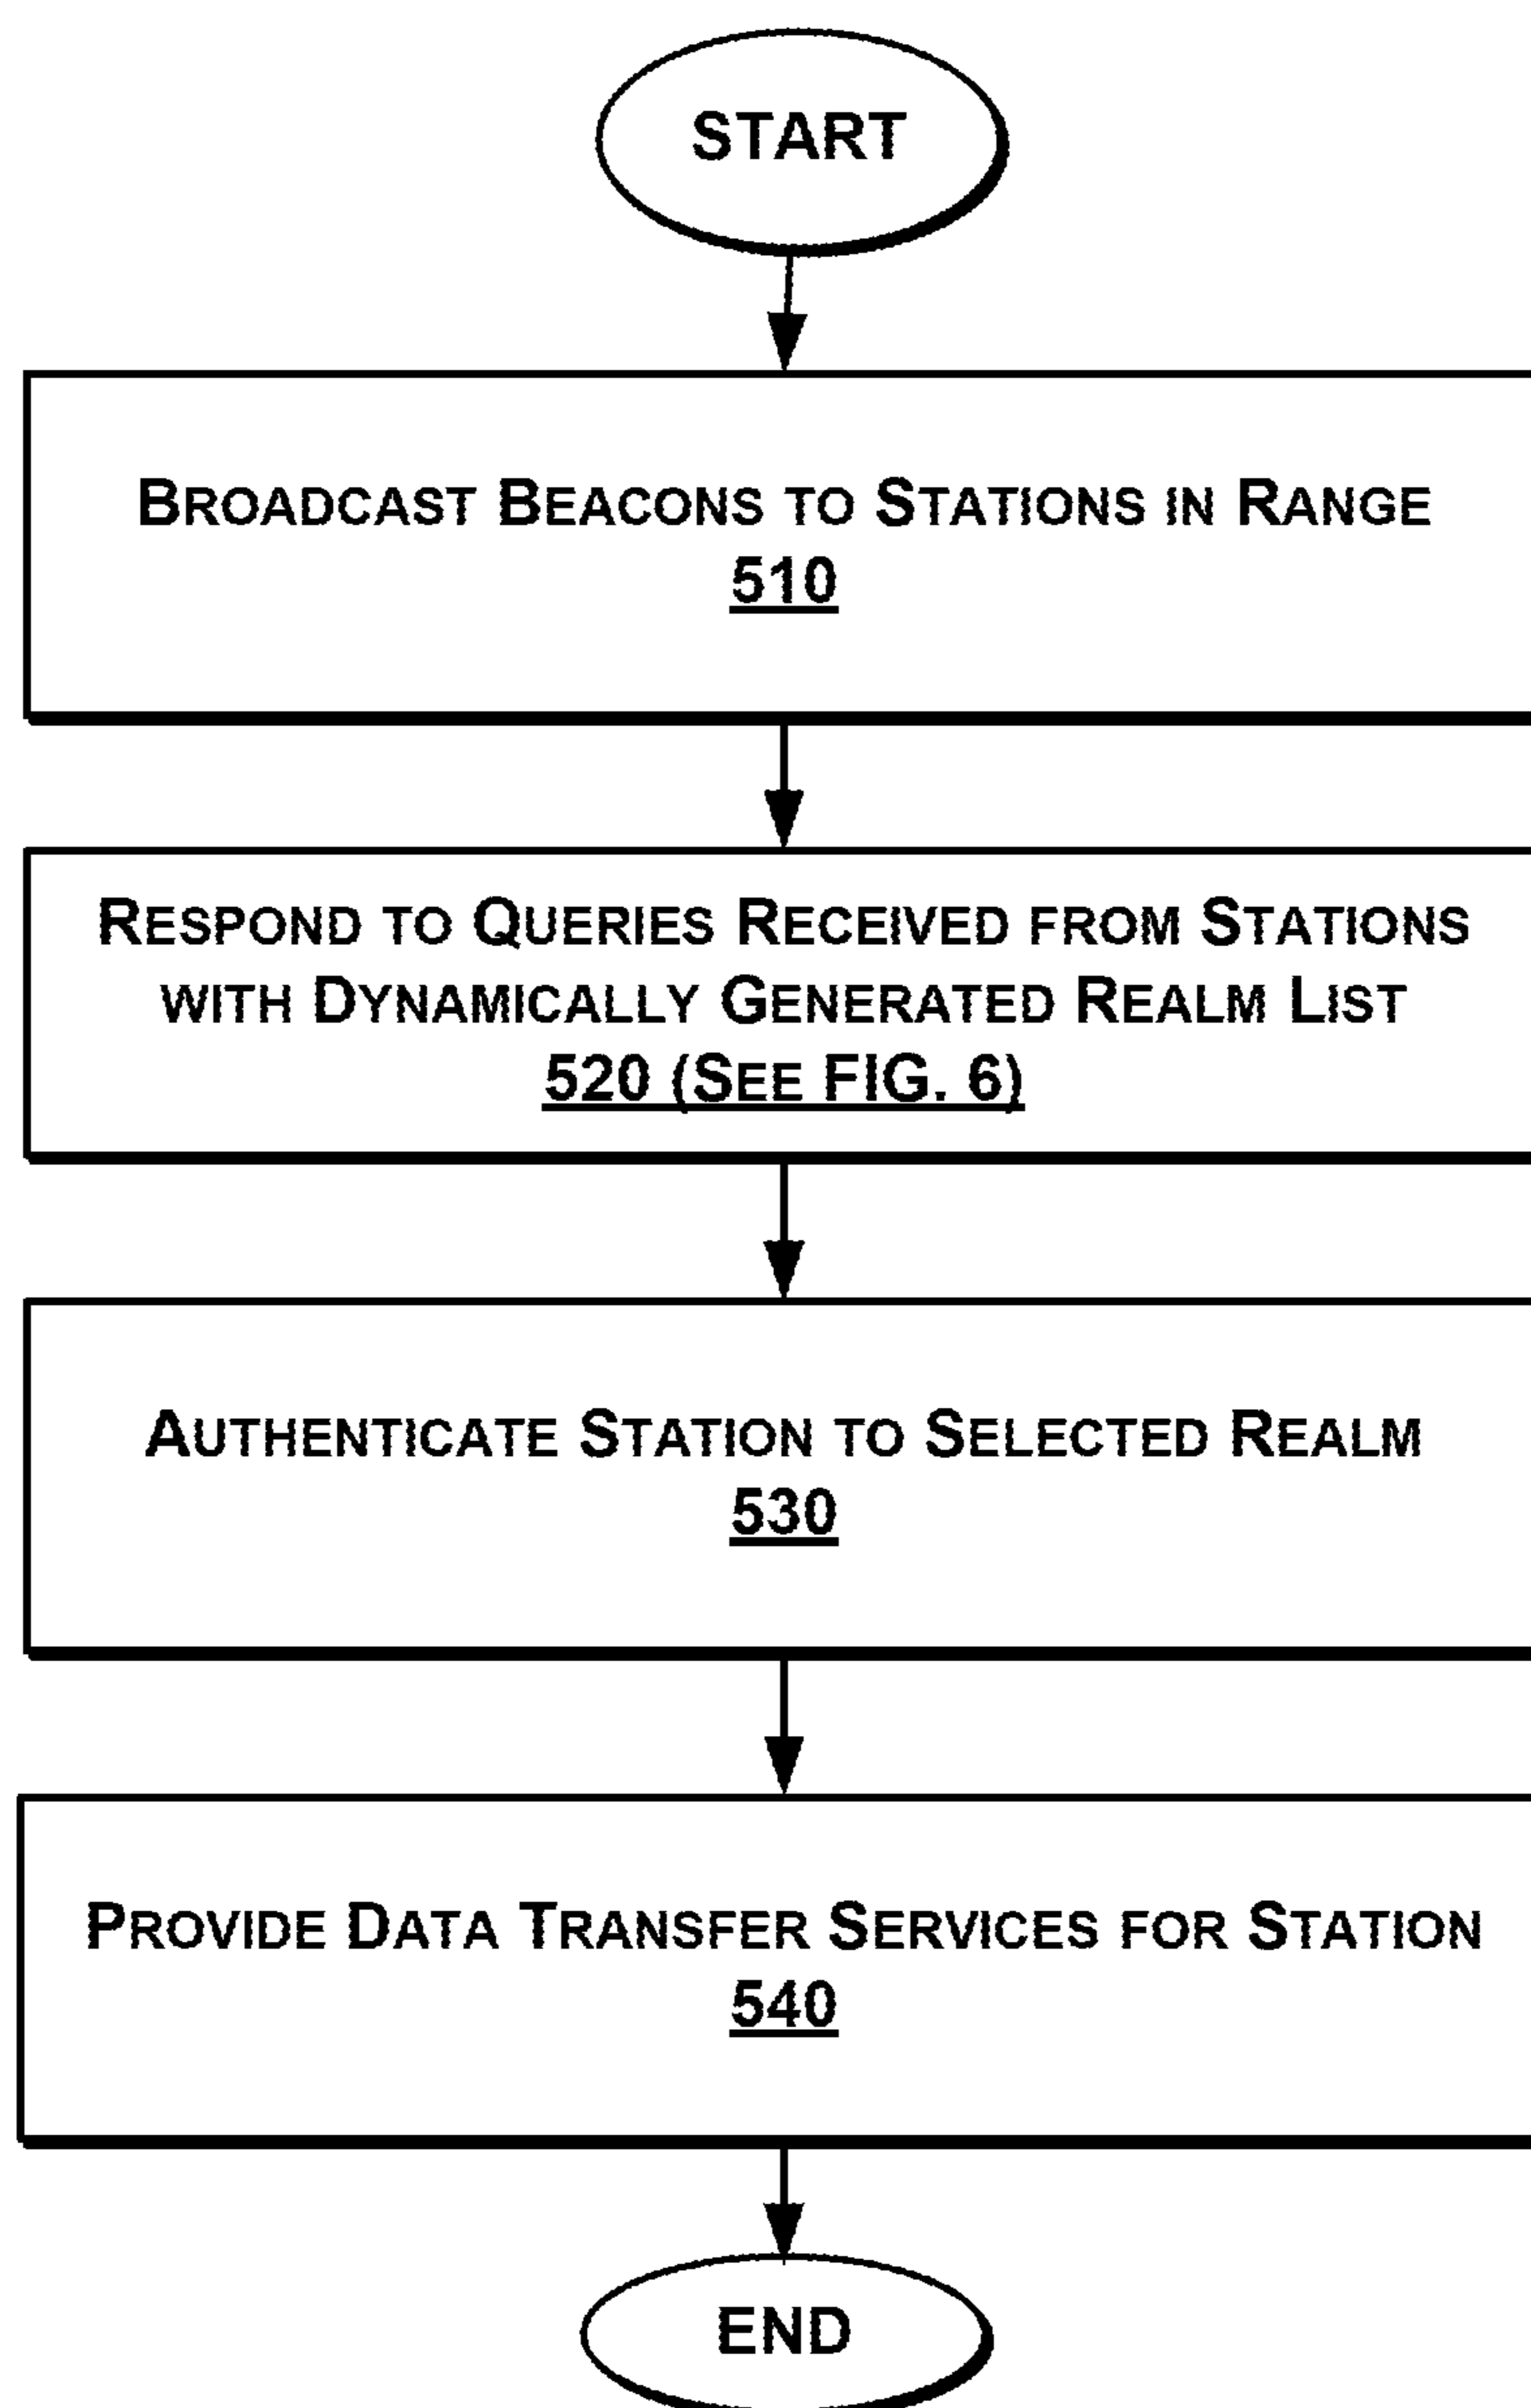 START
BROADCAST BEACONS TO STATIONS IN RANGE
510
RESPOND TO QUERIES RECEIVED FROM STATIONS
WITH DYNAMICALLY GENERATED REALM LIST
520 (SEE FIG. 6)
AUTHENTICATE STATION TO SELECTED REALM
530
PROVIDE DATA TRANSFER SERVICES FOR STATION
540
END